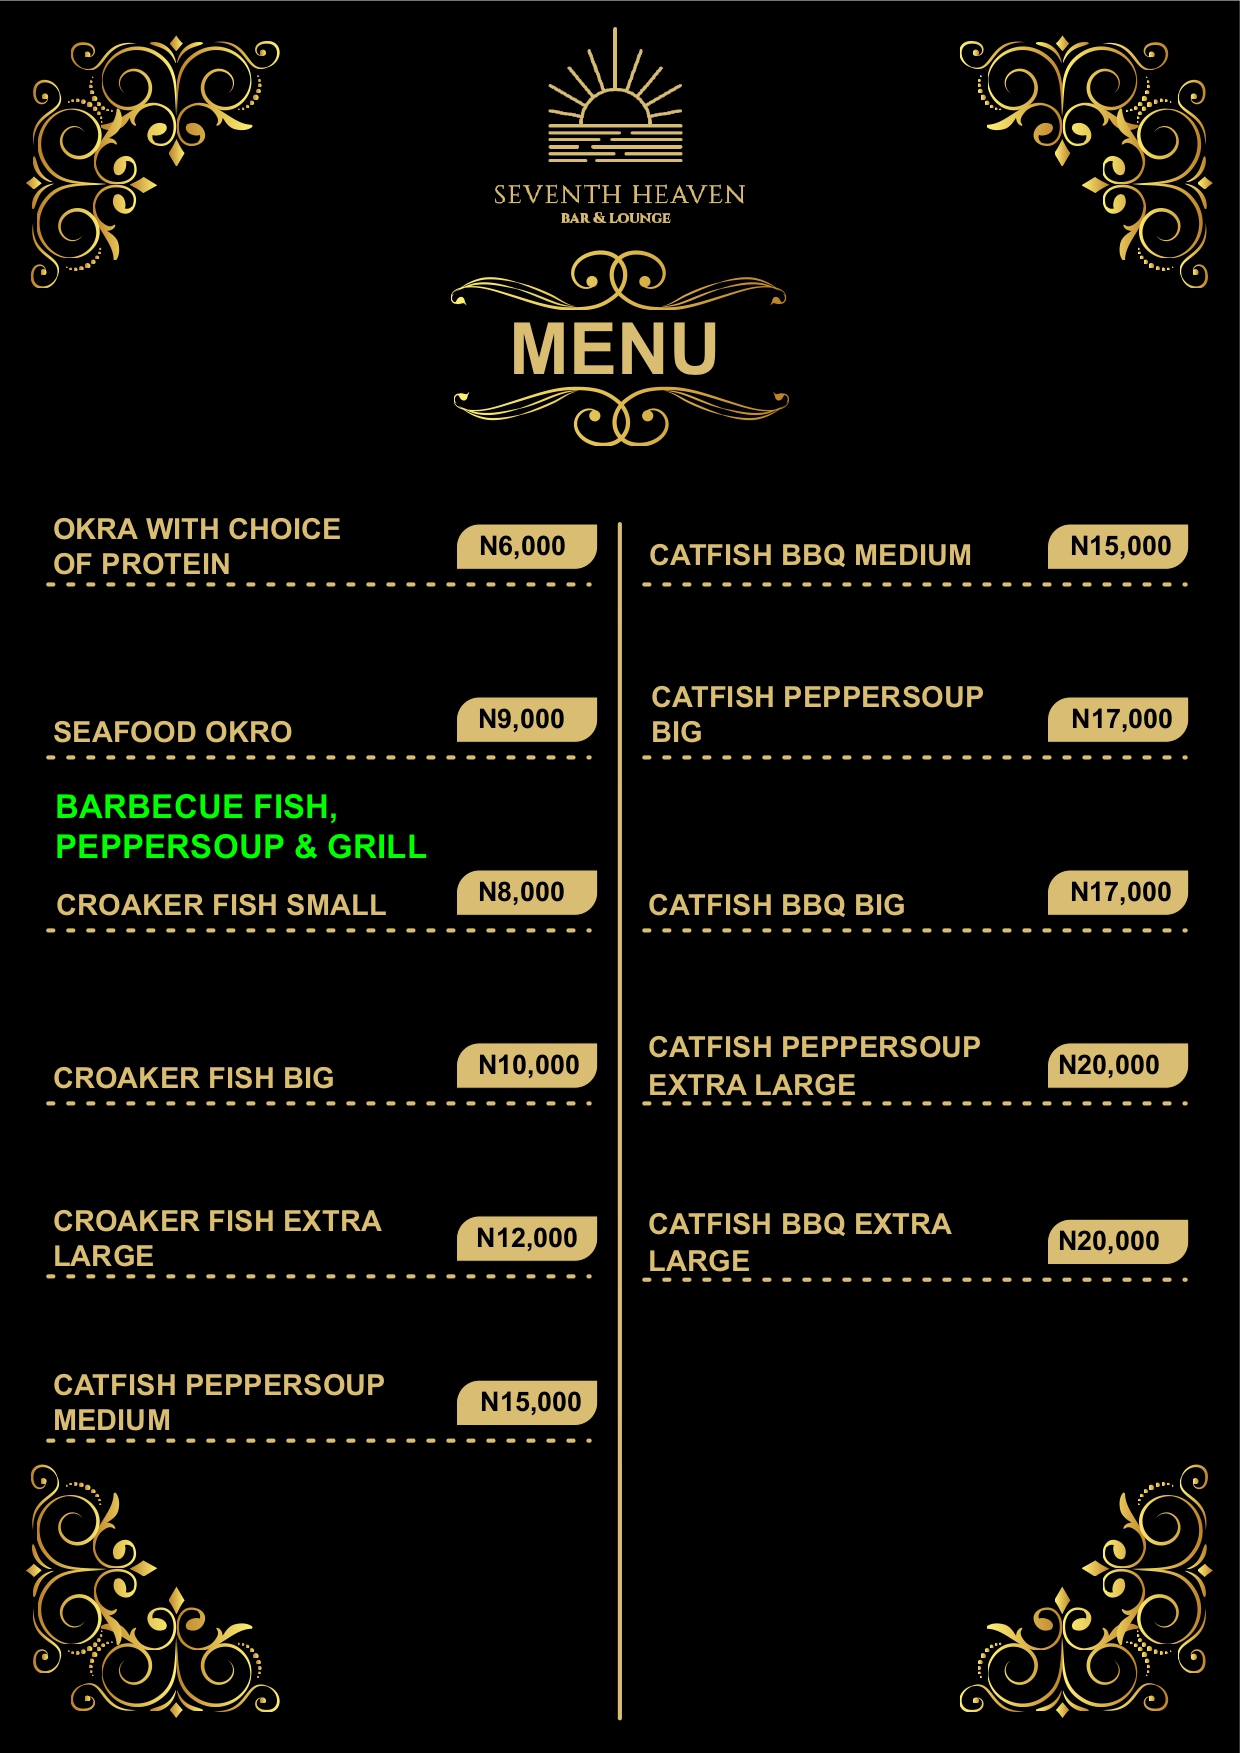 SEVENTH HEAVEN
BAR & LOUNGE
MENU
OKRA WITH CHOICE
OF PROTEIN
N6,000
SEAFOOD OKRO
N9,000
BARBECUE FISH,
PEPPERSOUP & GRILL
CROAKER FISH SMALL
N8,000
CROAKER FISH BIG
N10,000
CROAKER FISH EXTRA
LARGE
N12,000
CATFISH PEPPERSOUP
MEDIUM
N15,000
CATFISH BBQ MEDIUM
N15,000
CATFISH PEPPERSOUP
BIG
N17,000
CATFISH BBQ BIG
N17,000
CATFISH PEPPERSOUP
EXTRA LARGE
N20,000
CATFISH BBQ EXTRA
LARGE
N20,000